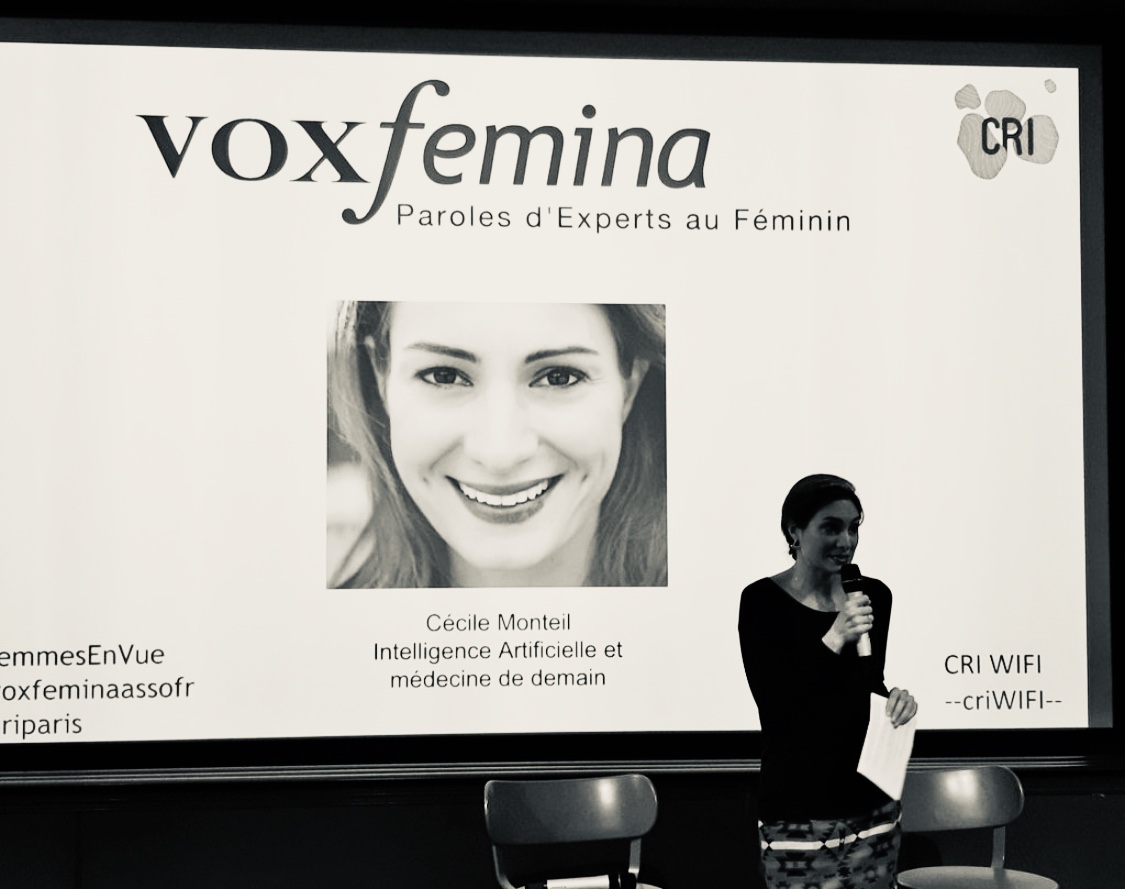 voxfemina
Paroles d'Experts au Féminin
CRI
Cécile Monteil
Intelligence Artificielle et
médecine de demain
emmesEnVue
oxfeminaassofr
riparis
CRI WIFI
--criWIFI--